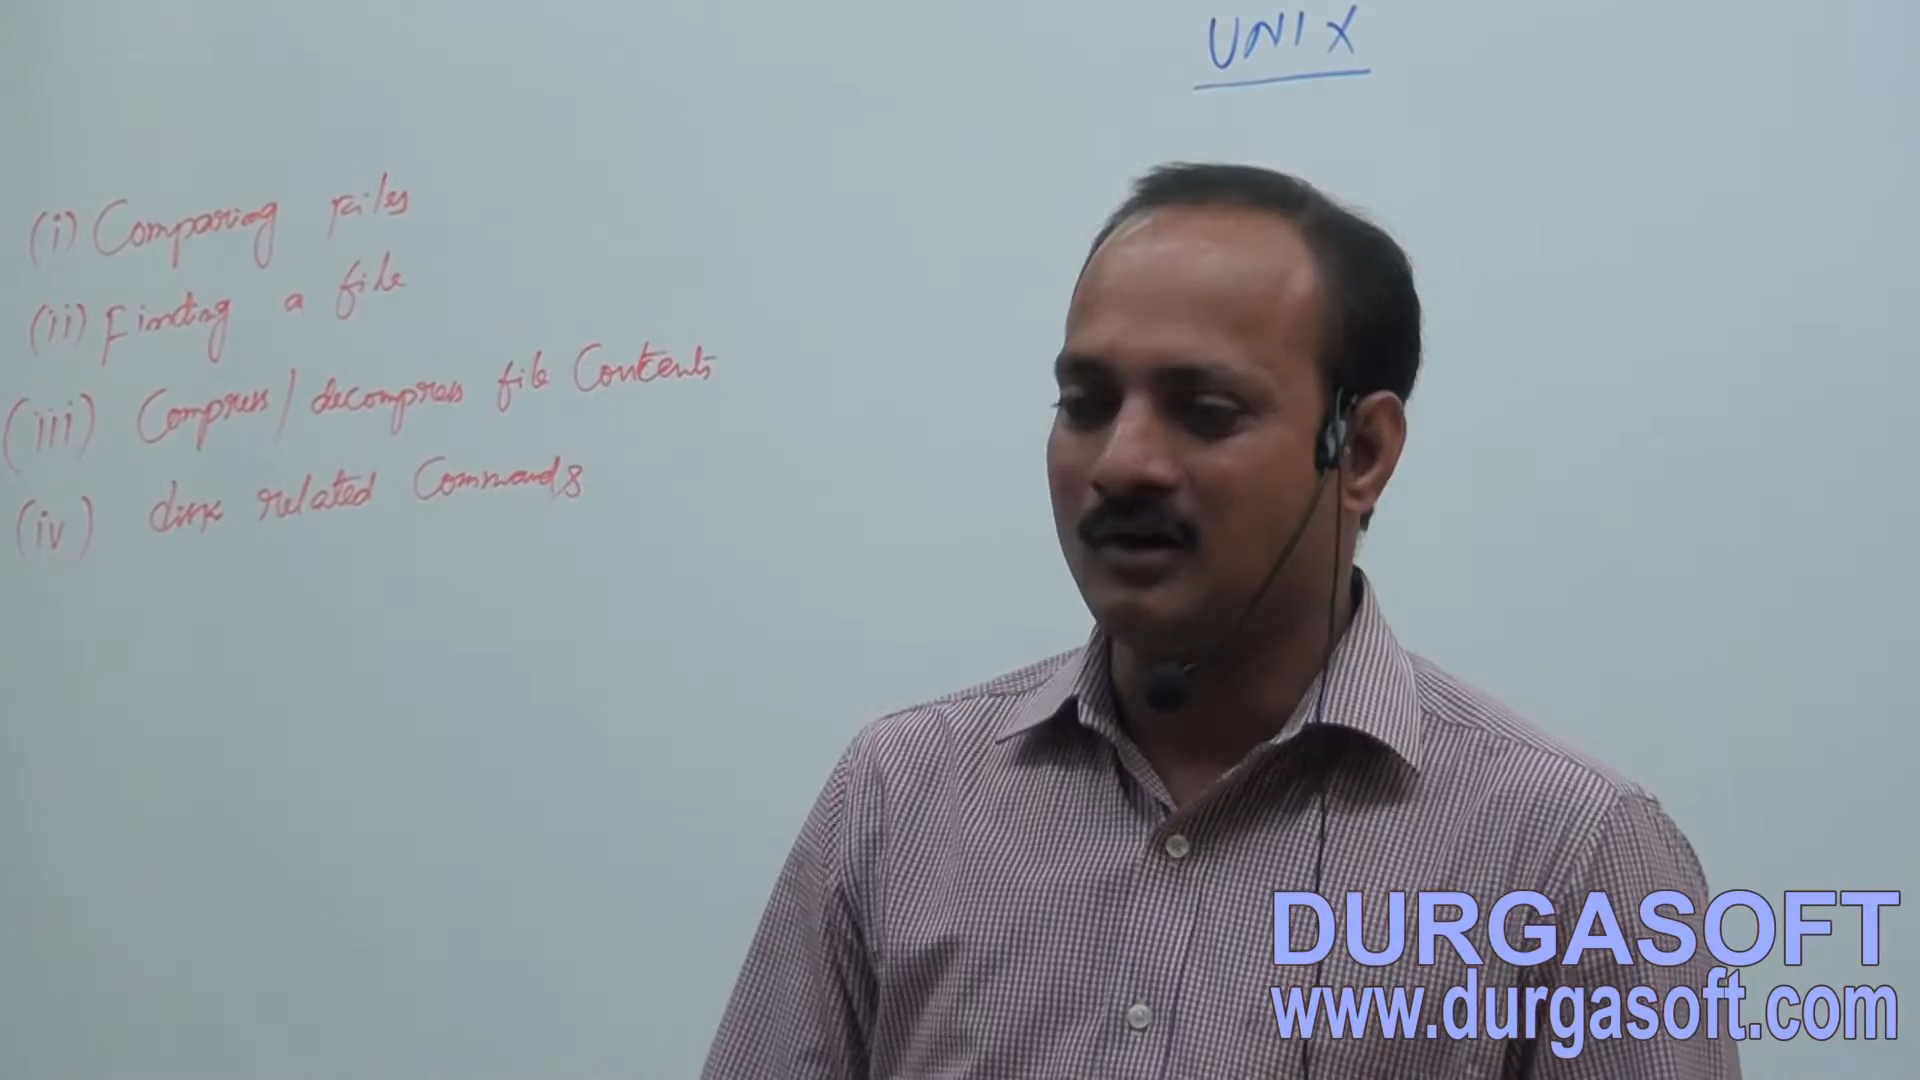 UNIX
(i) Comparing Files
(ii) Finding a file
(iii) Compress/decompress file Contents
(iv) disk related Commands
DURGASOFT
www.durgasoft.com